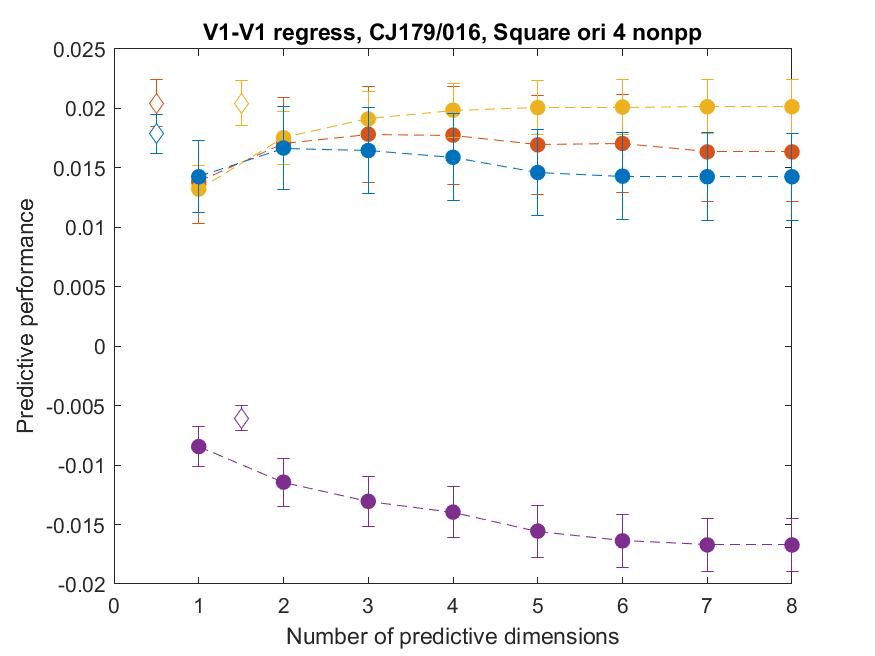 V1-V1 regress, CJ179/016, Square ori 4 nonpp
0.025
0.02
0.015
0.01
0.005
0
-0.005
-0.01
-0.015
-0.02
Predictive performance
0 1 2 3 4 5 6 7 8
Number of predictive dimensions